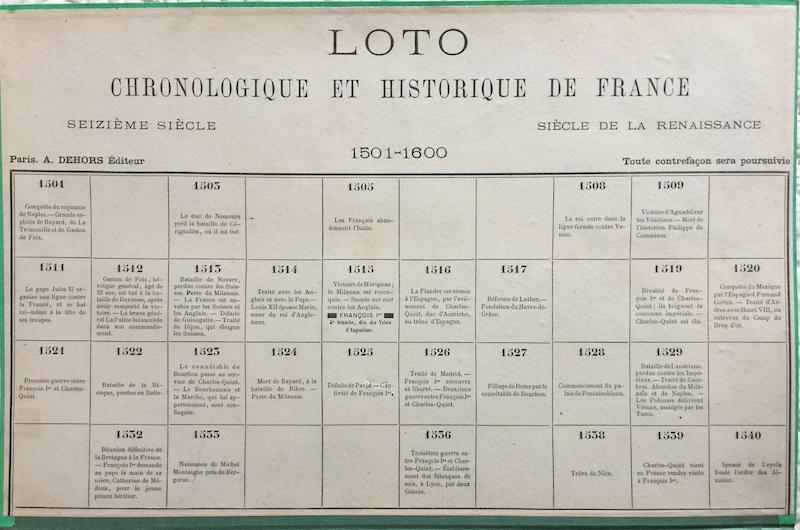 LOTO
CHRONOLOGIQUE ET HISTORIQUE DE FRANCE
SEIZIÈME SIÈCLE
SIÈCLE DE LA RENAISSANCE
1501-1600
Paris. A. DEHORS Éditeur
Toute contrefaçon sera poursuivie
1501
Conquête du royaume
de Naples.—Grands ex-
ploits de Bayard, de La
Trémouille et de Gaston
de Foix.
1503
Le duc de Nemours
perd la bataille de Cé-
rignolles, où il est tué.
1505
Les Français aban-
donnent l'Italie.
1508
Le roi entre dans la
ligue formée contre Ve-
nise.
1509
Victoire d'Agnadel sur
les Vénitiens — Mort de
l'historien Philippe de
Commines.
1511
Le pape Jules II or-
ganise une ligue contre
la France, et se bat
lui-même à la tête de
ses troupes.
1512
Gaston de Foix, hé-
roïque général, âgé de
23 ans, est tué à la ba-
taille de Ravenne, après
avoir remporté la vic-
toire. — Le brave géné-
ral La Palice lui succède
dans son commande-
ment.
1513
Bataille de Novare,
perdue contre les Suis-
ses. Perte du Milanais.
— La France est en-
vahie par les Suisses et
les Anglais. — Défaite
de Guinegatte. — Traité
de Dijon, qui éloigne
les Suisses.
1514
Traité avec les An-
glais et avec le Pape.—
Louis XII épouse Marie,
sœur du roi d'Angle-
terre.
1515
Victoire de Marignan;
le Milanais est recon-
quis. — Succès sur mer
contre les Anglais.
FRANÇOIS Iᵉʳ
4ᵉ branche, dite des Valois
d'Angoulême.
1516
La Flandre est réunie
à l'Espagne, par l'avé-
nement de Charles-
Quint, duc d'Autriche,
au trône d'Espagne.
1517
Réforme de Luther.—
Fondation du Havre-de-
Grâce.
1519
Rivalité de Fran-
çois Iᵉʳ et de Charles-
Quint; ils briguent la
couronne impériale. —
Charles-Quint est élu.
1520
Conquête du Mexique
par l'Espagnol Fernand
Cortez. — Traité d'Ar-
dres avec Henri VIII, ou
entrevue du Camp du
Drap d'or.
1521
Première guerre entre
François Iᵉʳ et Charles-
Quint.
1522
Bataille de la Bi-
coque, perdue en Italie.
1523
Le connétable de
Bourbon passe au ser-
vice de Charles-Quint.
— Le Bourbonnais et
la Marche, qui lui ap-
partenaient, sont con-
fisqués.
1524
Mort de Bayard, à la
bataille de Ribec. —
Perte du Milanais.
1525
Défaite de Pavie.— Cap-
tivité de François Iᵉʳ.
1526
Traité de Madrid. —
François Iᵉʳ recouvre
sa liberté. — Deuxième
guerre entre François Iᵉʳ
et Charles-Quint.
1527
Pillage de Rome par le
connétable de Bourbon.
1528
Commencement du pa-
lais de Fontainebleau.
1529
Bataille de Landriano,
perdue contre les Impé-
riaux. — Traité de Cam-
brai. Abandon du Mila-
nais et de Naples. —
Les Polonais délivrent
Vienne, assiégée par les
Turcs.
1532
Réunion définitive de
la Bretagne à la France.
— François Iᵉʳ demande
au pape la main de sa
nièce, Catherine de Mé-
dicis, pour le jeune
prince héritier.
1533
Naissance de Michel
Montaigne près de Ber-
gerac.
1536
Troisième guerre en-
tre François Iᵉʳ et Char-
les-Quint. — Établisse-
ment des fabriques de
soie, à Lyon, par deux
Génois.
1538
Trêve de Nice.
1539
Charles-Quint vient
en France rendre visite
à François Iᵉʳ.
1540
Ignace de Loyola
fonde l'ordre des Jé-
suites.